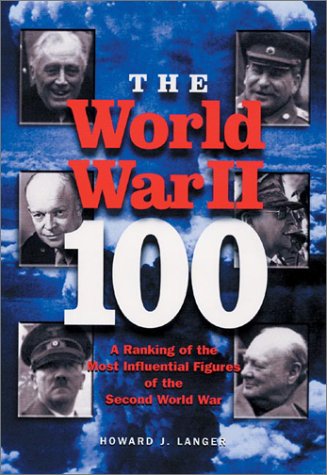 THE
World
War II
100
A Ranking of the
Most Influential Figures
of the
Second World War
HOWARD J. LANGER